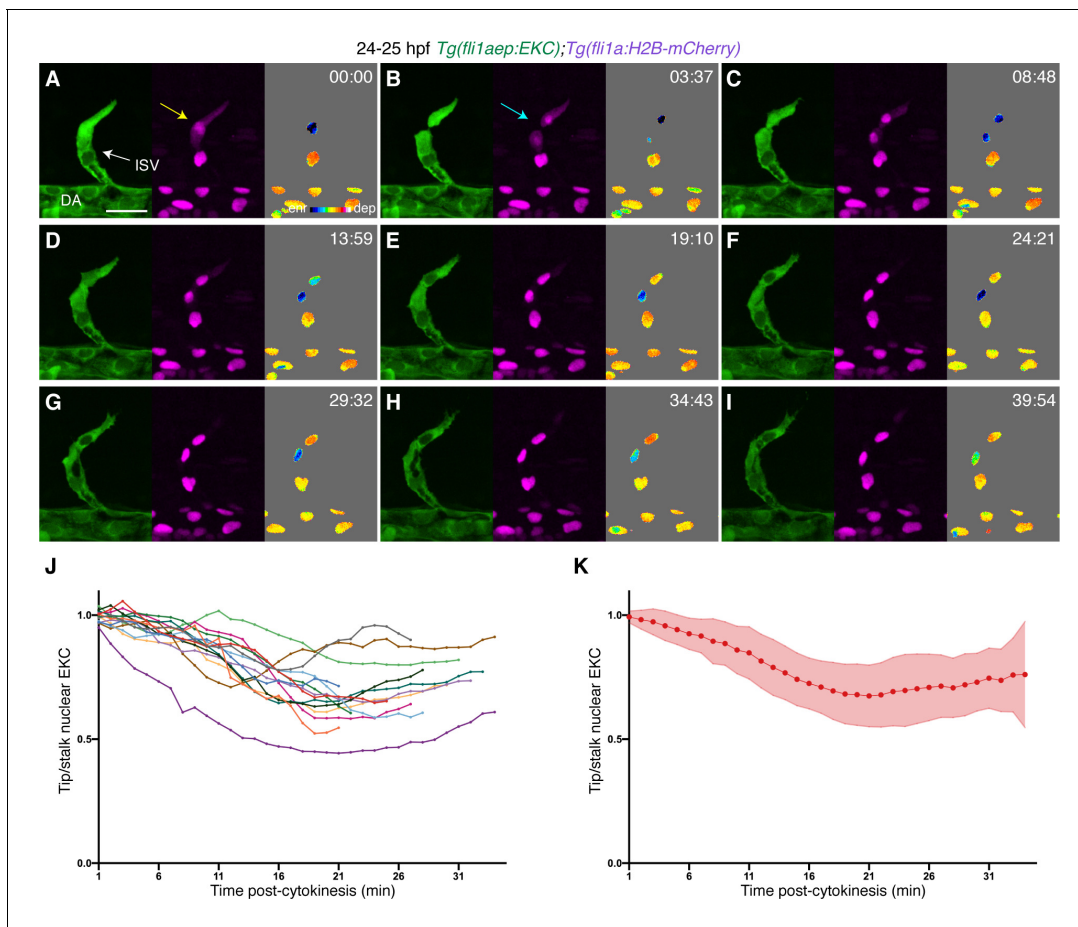 24-25 hpf Tg(fli1aep:EKC);Tg(fli1a:H2B-mCherry)
A 00:00
ISV
DA
enr dep
B 03:37
C 08:48
D 13:59
E 19:10
F 24:21
G 29:32
H 34:43
I 39:54
J
Tip/stalk nuclear EKC
1.0
0.5
0.0
1 6 11 16 21 26 31
Time post-cytokinesis (min)
K
Tip/stalk nuclear EKC
1.0
0.5
0.0
1 6 11 16 21 26 31
Time post-cytokinesis (min)